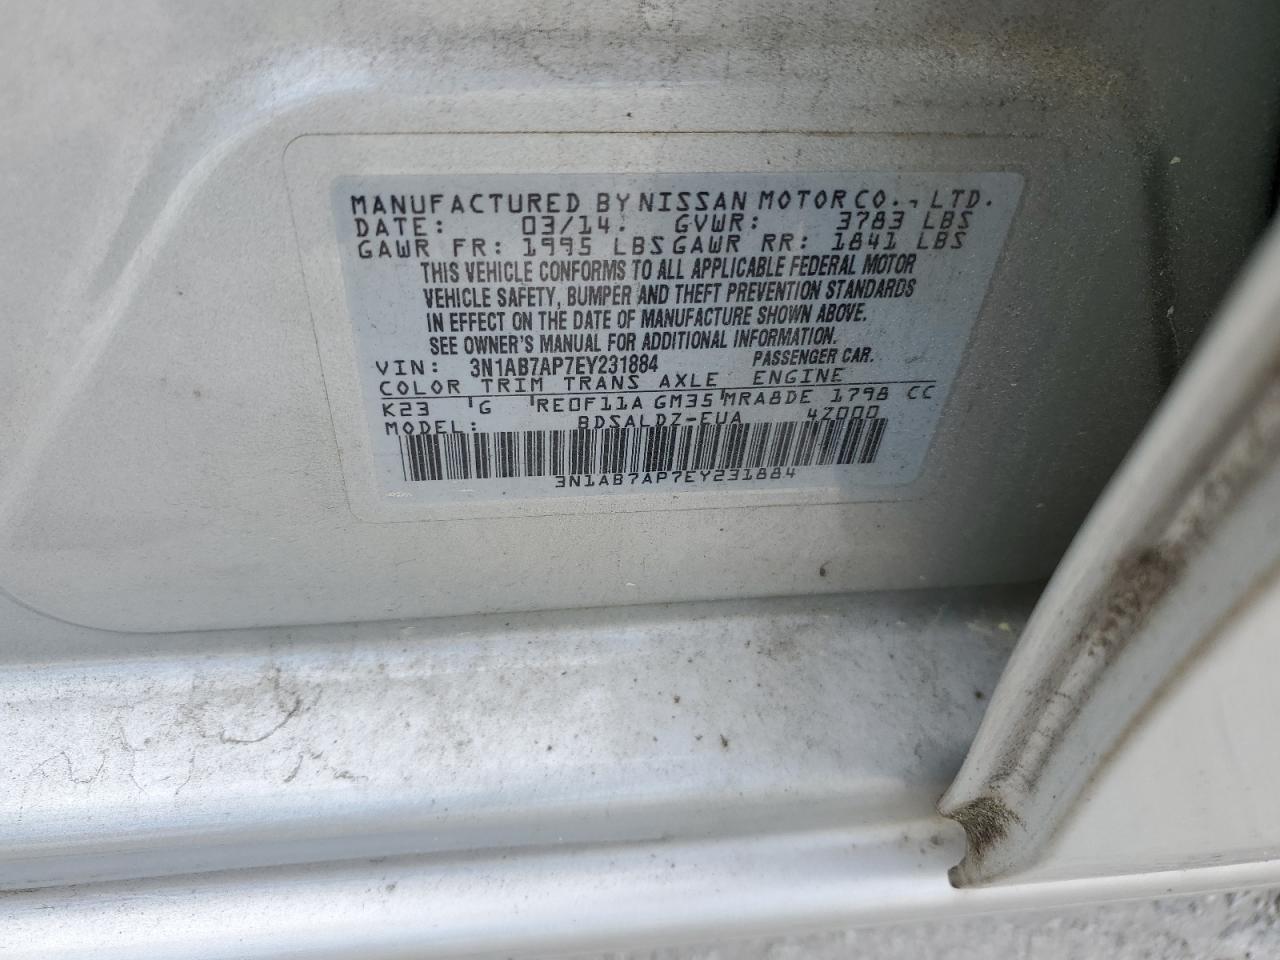 MANUFACTURED BY NISSAN MOTOR CO., LTD.
DATE: 03/14. GVWR: 3783 LBS
GAWR FR: 1995 LBS GAWR RR: 1841 LBS
THIS VEHICLE CONFORMS TO ALL APPLICABLE FEDERAL MOTOR
VEHICLE SAFETY, BUMPER AND THEFT PREVENTION STANDARDS
IN EFFECT ON THE DATE OF MANUFACTURE SHOWN ABOVE.
SEE OWNER'S MANUAL FOR ADDITIONAL INFORMATION.
VIN: 3N1AB7AP7EY231884 PASSENGER CAR.
COLOR TRIM TRANS AXLE ENGINE
K23 G RE0F11A GM35 MRA8DE 1798 CC
MODEL: BDSALDZ-EUA 4Z000
3N1AB7AP7EY231884